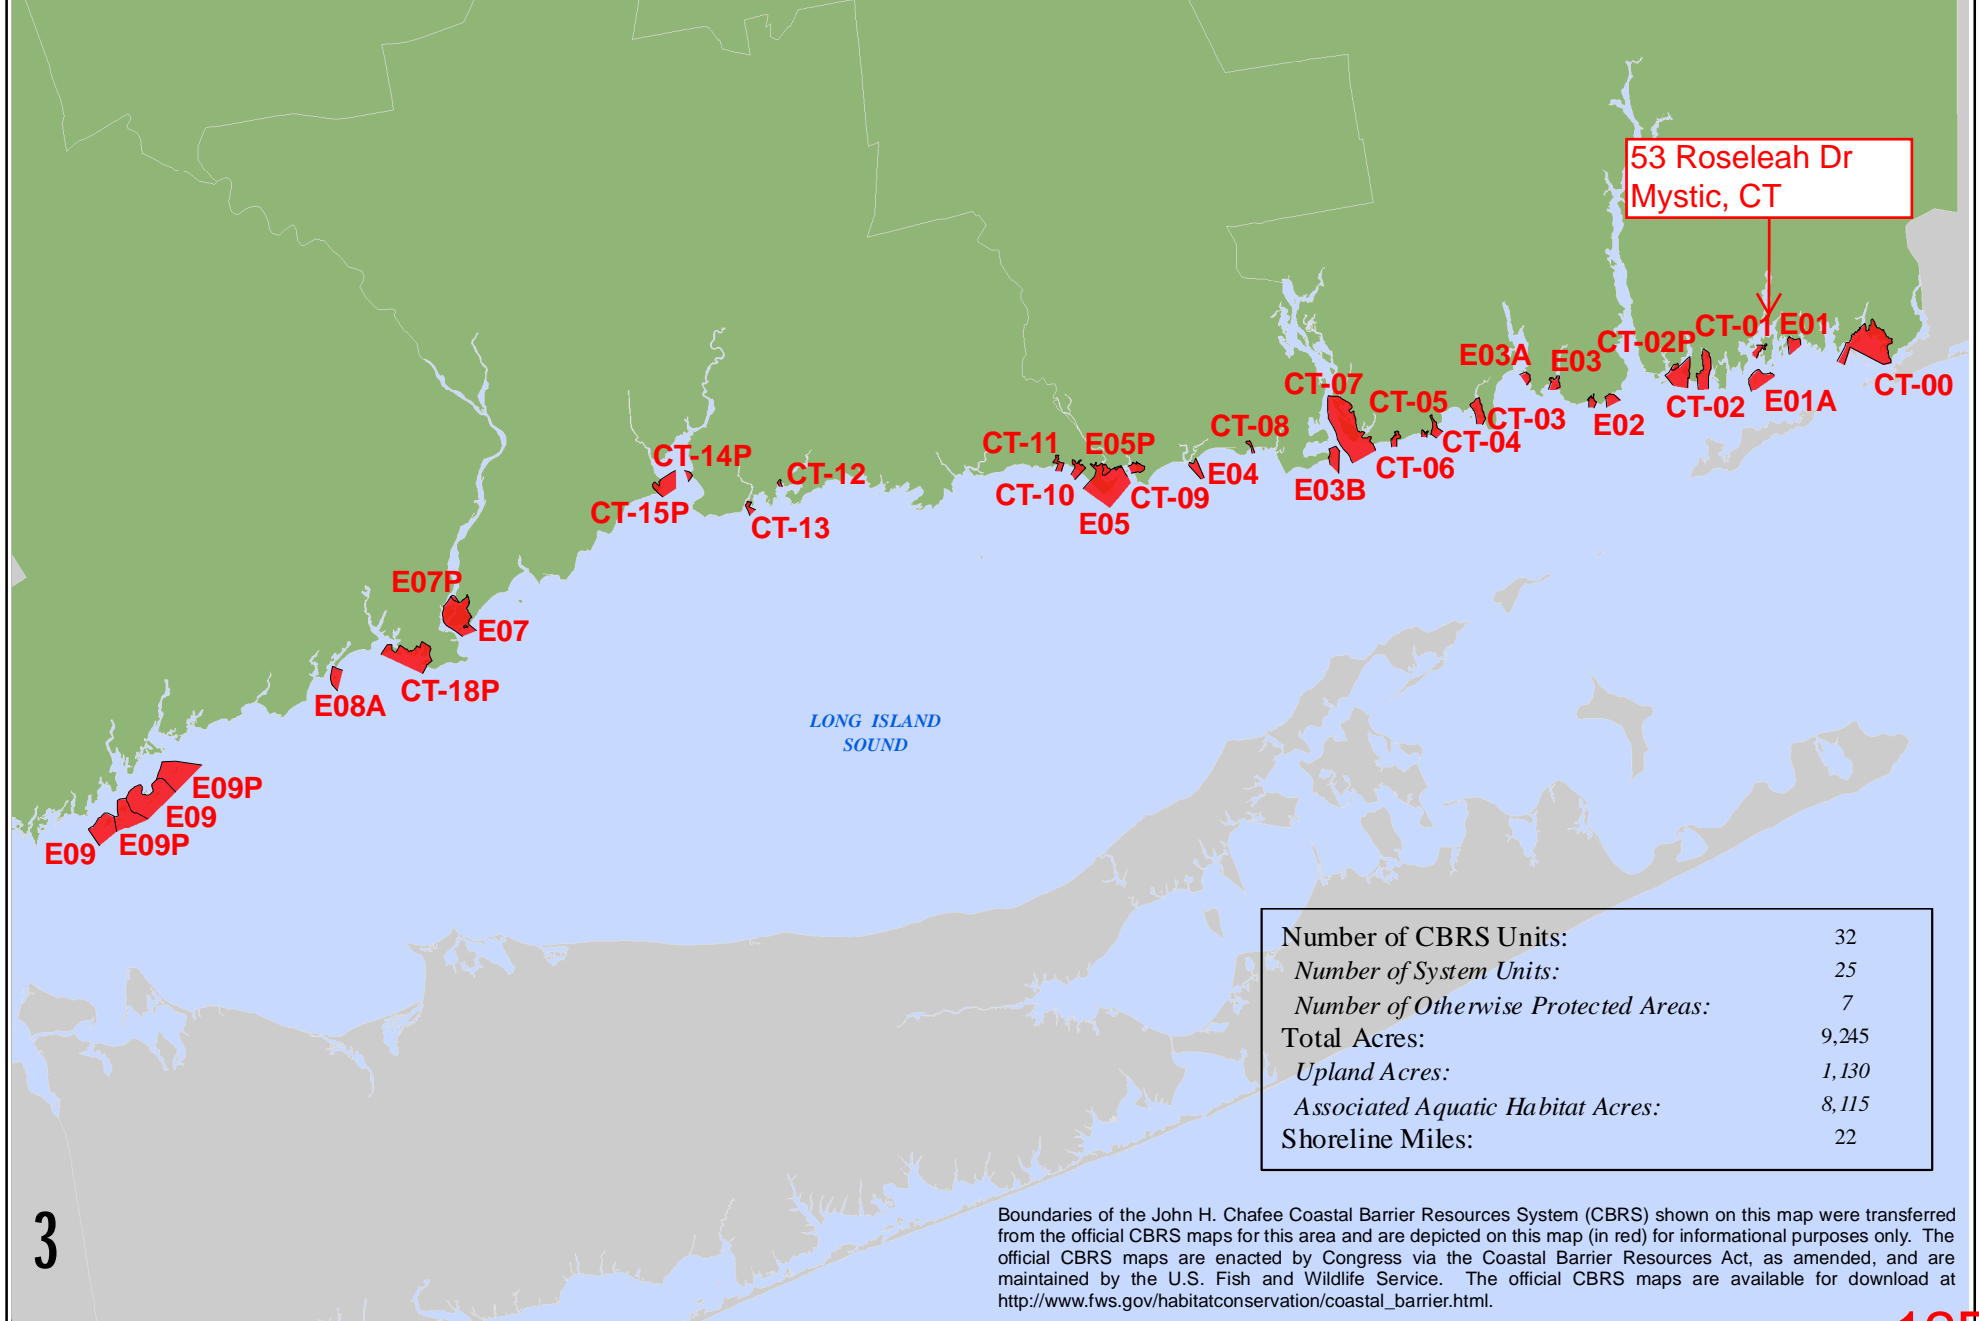 53 Roseleah Dr
Mystic, CT
CT-01
E01
CT-02P
E03A
E03
CT-00
CT-07
CT-05
CT-02
E01A
CT-03
E02
CT-04
CT-08
CT-11
E05P
CT-06
CT-14P
CT-12
E04
E03B
CT-10
CT-09
CT-15P
E05
CT-13
E07P
E07
CT-18P
E08A
LONG ISLAND
SOUND
E09P
E09
E09P
E09
Number of CBRS Units: 32
Number of System Units: 25
Number of Otherwise Protected Areas: 7
Total Acres: 9,245
Upland Acres: 1,130
Associated Aquatic Habitat Acres: 8,115
Shoreline Miles: 22
3
Boundaries of the John H. Chafee Coastal Barrier Resources System (CBRS) shown on this map were transferred
from the official CBRS maps for this area and are depicted on this map (in red) for informational purposes only. The
official CBRS maps are enacted by Congress via the Coastal Barrier Resources Act, as amended, and are
maintained by the U.S. Fish and Wildlife Service. The official CBRS maps are available for download at
http://www.fws.gov/habitatconservation/coastal_barrier.html.